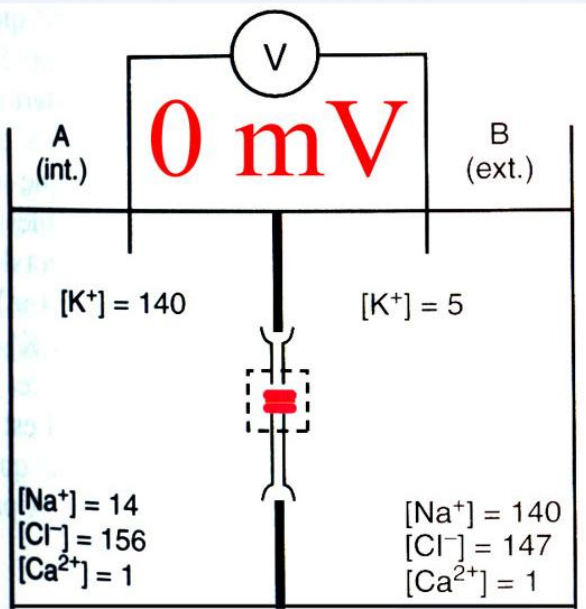 V
0 mV
A
(int.)
B
(ext.)
[K⁺] = 140
[K⁺] = 5
[Na⁺] = 14
[Cl⁻] = 156
[Ca²⁺] = 1
[Na⁺] = 140
[Cl⁻] = 147
[Ca²⁺] = 1